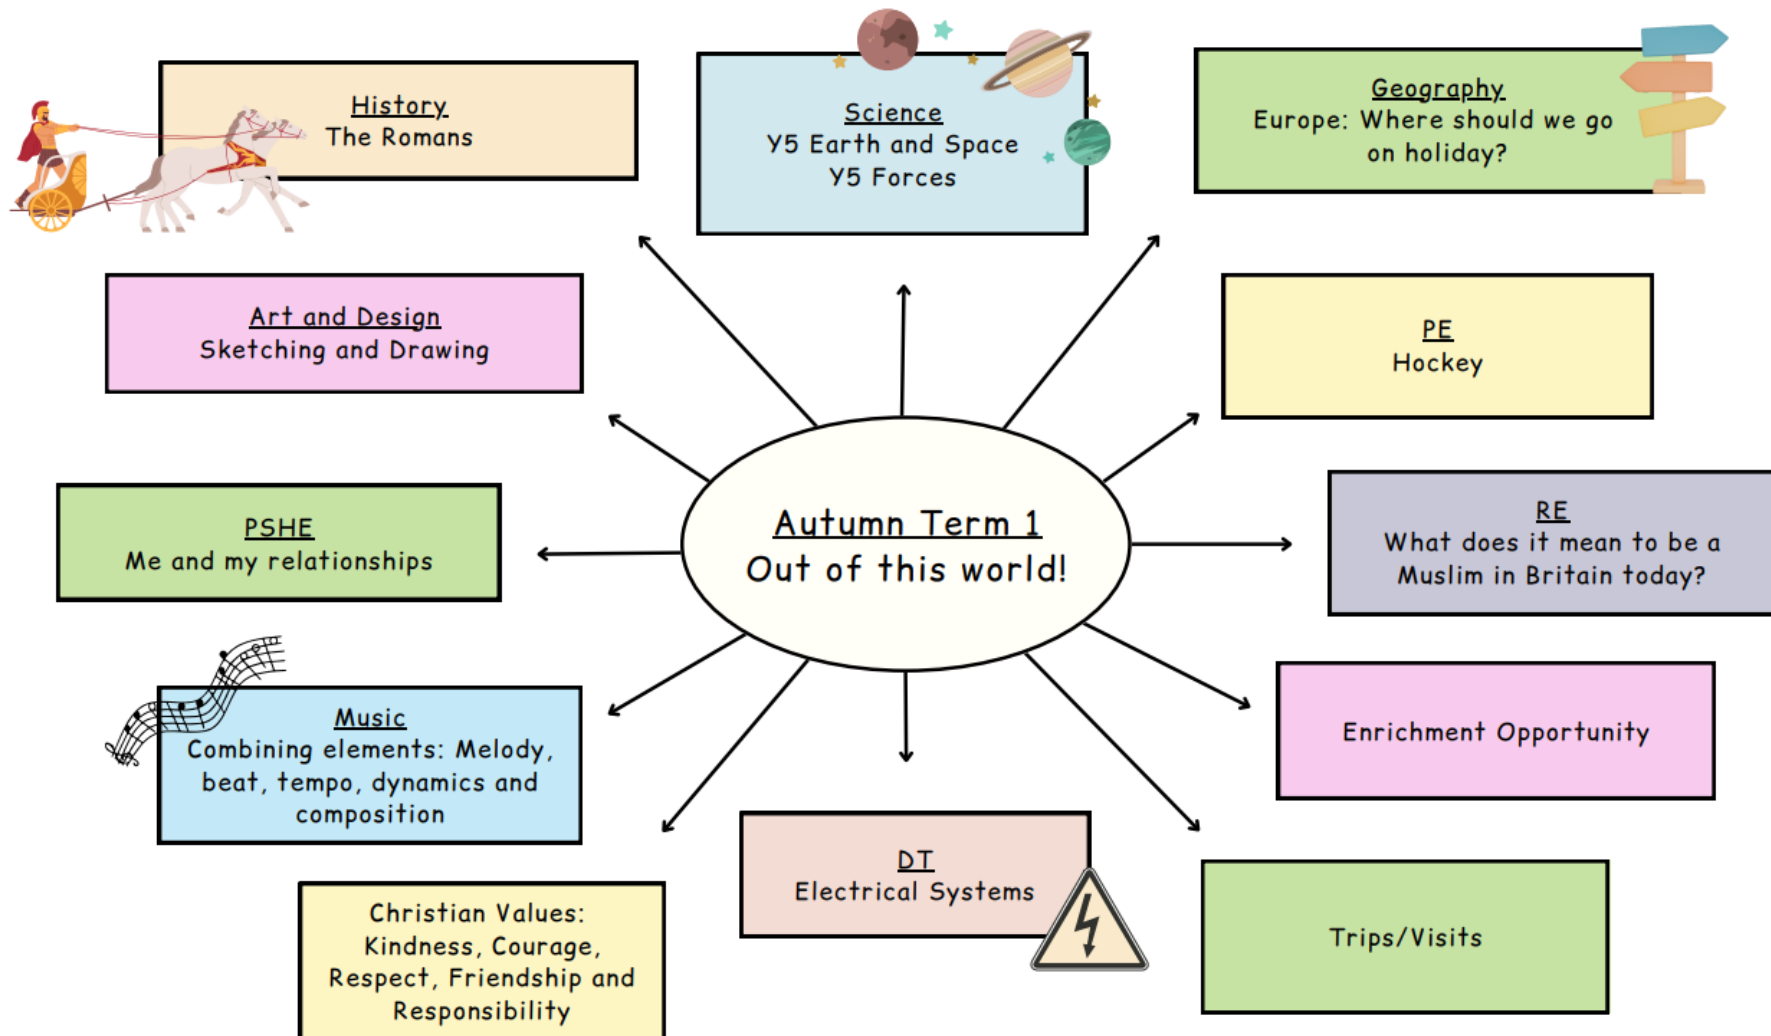 History
The Romans
Science
Y5 Earth and Space
Y5 Forces
Geography
Europe: Where should we go
on holiday?
Art and Design
Sketching and Drawing
PE
Hockey
PSHE
Me and my relationships
Autumn Term 1
Out of this world!
RE
What does it mean to be a
Muslim in Britain today?
Music
Combining elements: Melody,
beat, tempo, dynamics and
composition
Enrichment Opportunity
Christian Values:
Kindness, Courage,
Respect, Friendship and
Responsibility
DT
Electrical Systems
Trips/Visits